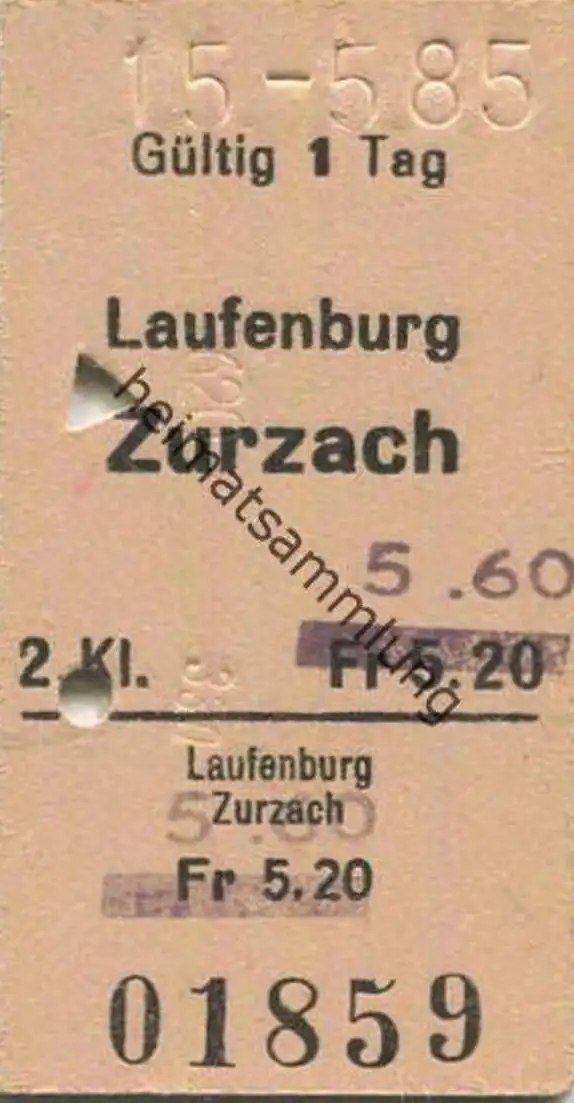 15-585
Gültig 1 Tag
Laufenburg
Zurzach
heimatsammlung
5.60
2. Kl. Fr 5.20
Laufenburg
Zurzach
5.60
Fr 5.20
01859